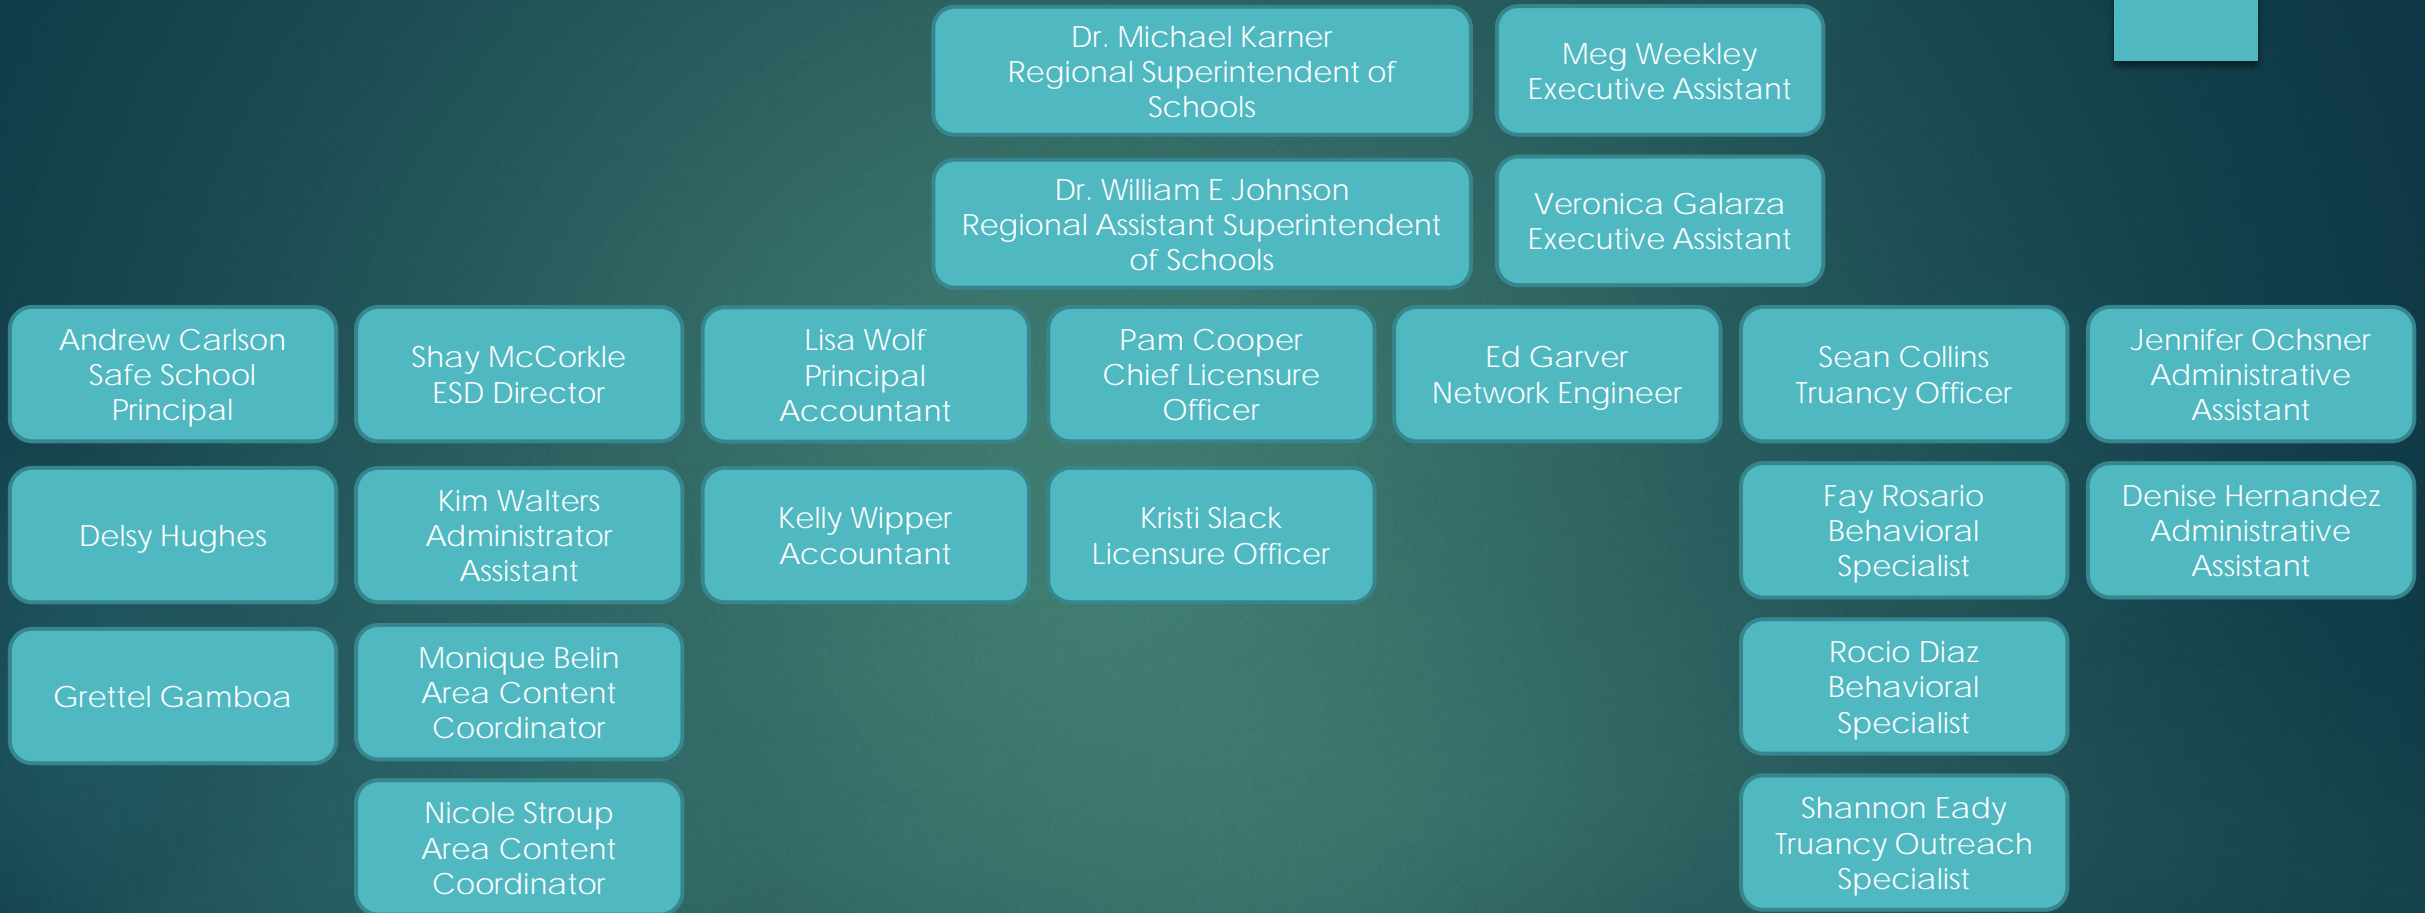 Dr. Michael Karner
Regional Superintendent of
Schools
Meg Weekley
Executive Assistant
Dr. William E Johnson
Regional Assistant Superintendent
of Schools
Veronica Galarza
Executive Assistant
Andrew Carlson
Safe School
Principal
Shay McCorkle
ESD Director
Lisa Wolf
Principal
Accountant
Pam Cooper
Chief Licensure
Officer
Ed Garver
Network Engineer
Sean Collins
Truancy Officer
Jennifer Ochsner
Administrative
Assistant
Delsy Hughes
Kim Walters
Administrator
Assistant
Kelly Wipper
Accountant
Kristi Slack
Licensure Officer
Fay Rosario
Behavioral
Specialist
Denise Hernandez
Administrative
Assistant
Grettel Gamboa
Monique Belin
Area Content
Coordinator
Rocio Diaz
Behavioral
Specialist
Nicole Stroup
Area Content
Coordinator
Shannon Eady
Truancy Outreach
Specialist